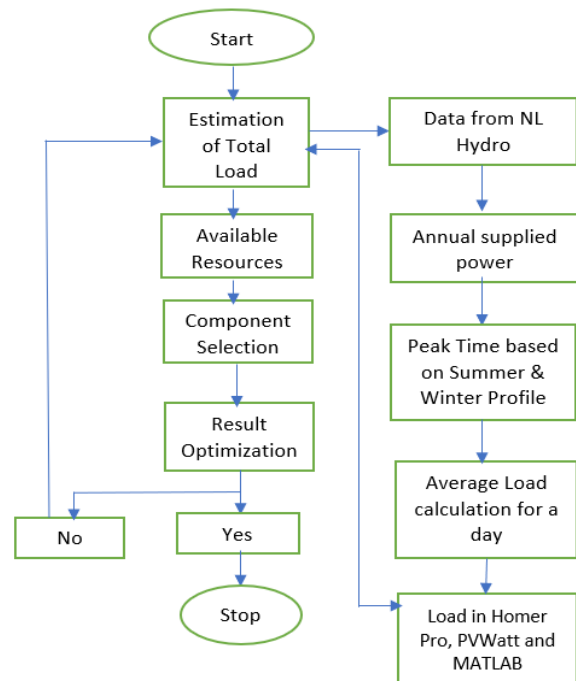 Start
Estimation
of Total
Load
Available
Resources
Component
Selection
Result
Optimization
No
Yes
Stop
Data from NL
Hydro
Annual supplied
power
Peak Time based
on Summer &
Winter Profile
Average Load
calculation for a
day
Load in Homer
Pro, PVWatt and
MATLAB